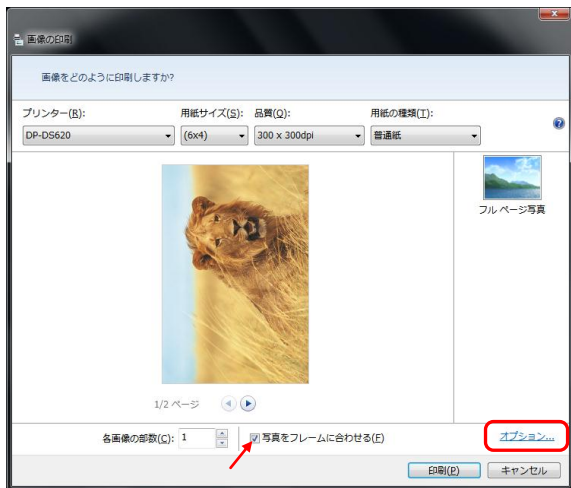 画像の印刷
画像をどのように印刷しますか?
プリンター(R): 用紙サイズ(S): 品質(Q): 用紙の種類(T):
DP-DS620 (6x4) 300 x 300dpi 普通紙
フル ページ写真
1/2 ページ
各画像の部数(C): 1 写真をフレームに合わせる(F) オプション...
印刷(P) キャンセル